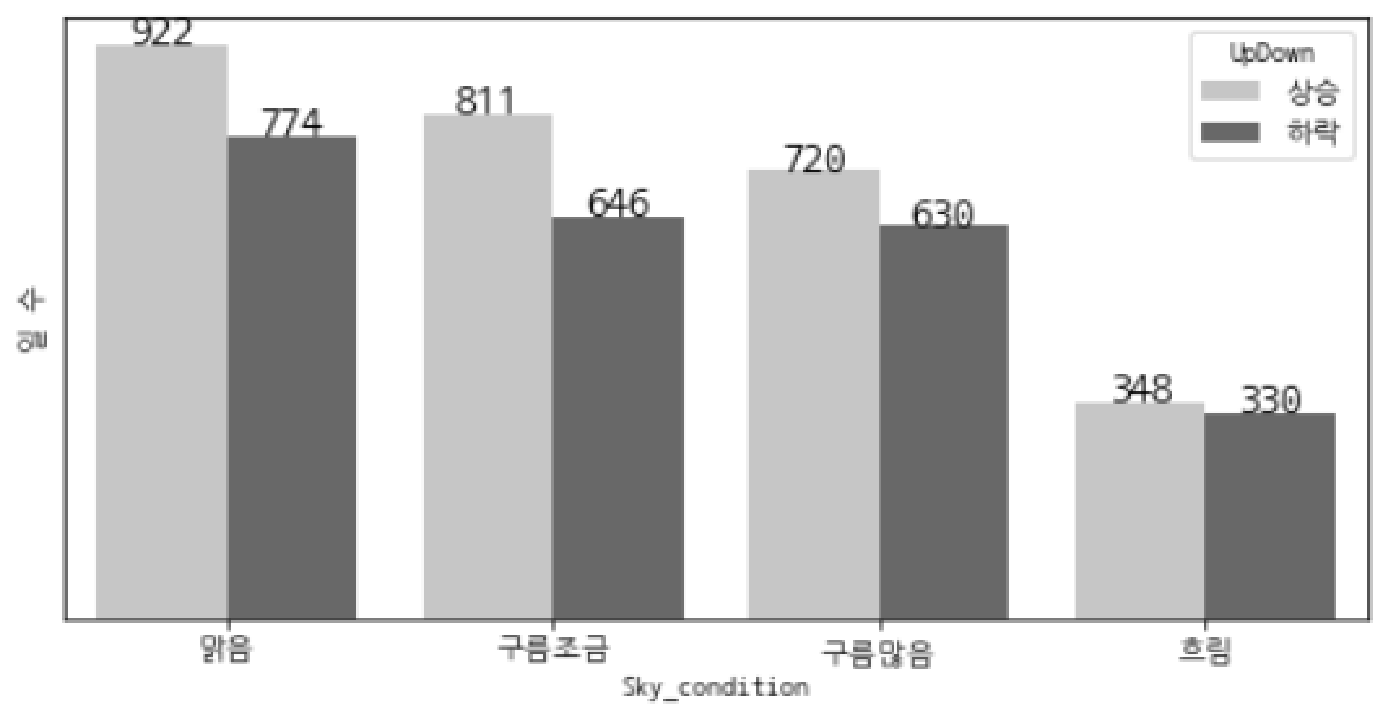 922
774
811
646
720
630
348
330
UpDown
상승
하락
일 수
맑음
구름조금
구름많음
흐림
Sky_condition